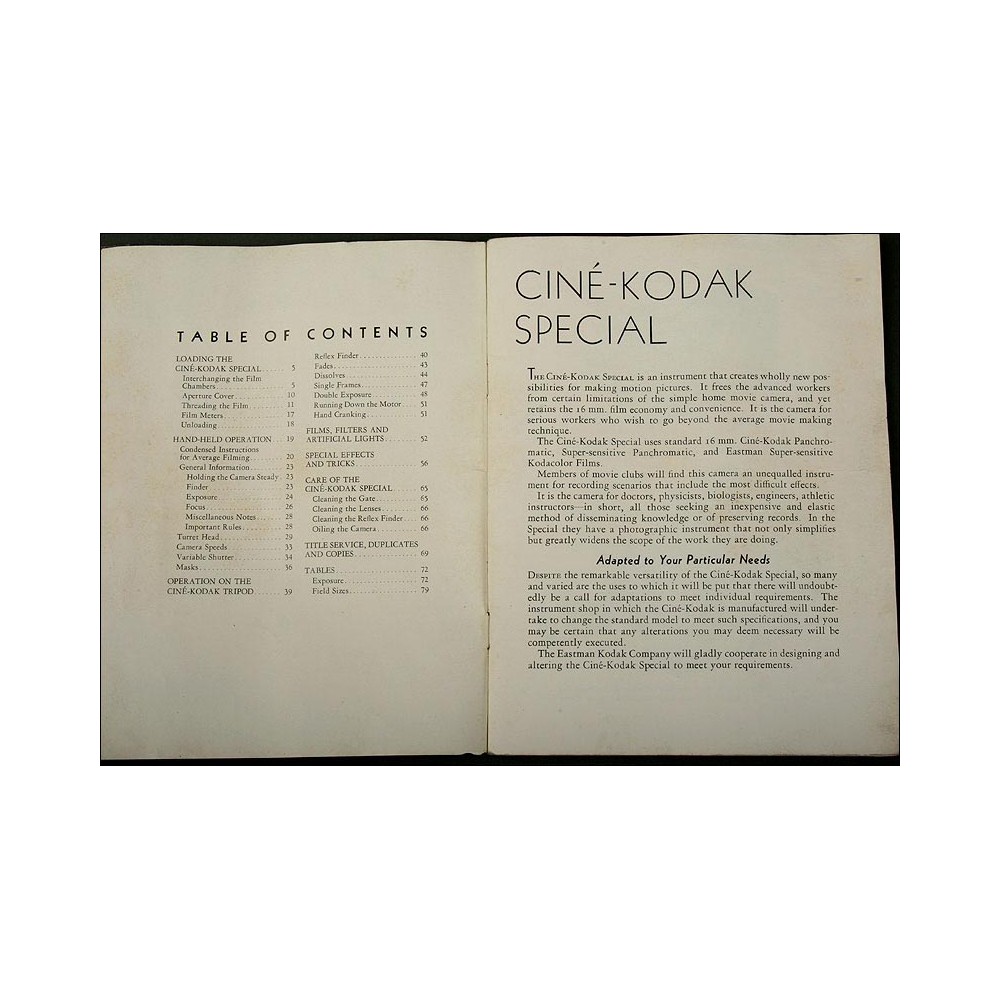 TABLE OF CONTENTS
LOADING THE
CINÉ-KODAK SPECIAL..... 5
Interchanging the Film
Chambers................ 5
Aperture Cover............ 10
Threading the Film........ 11
Film Meters............... 17
Unloading................. 18
HAND-HELD OPERATION... 19
Condensed Instructions
for Average Filming....... 20
General Information....... 23
Holding the Camera Steady. 23
Finder.................. 23
Exposure................ 24
Focus................... 26
Miscellaneous Notes..... 28
Important Rules......... 28
Turret Head.............. 29
Camera Speeds............ 33
Variable Shutter......... 34
Masks.................... 36
OPERATION ON THE
CINÉ-KODAK TRIPOD...... 39
Reflex Finder............. 40
Fades.................... 43
Dissolves................ 44
Single Frames............ 47
Double Exposure.......... 48
Running Down the Motor... 51
Hand Cranking............ 51
FILMS, FILTERS AND
ARTIFICIAL LIGHTS........ 52
SPECIAL EFFECTS
AND TRICKS.............. 56
CARE OF THE
CINÉ-KODAK SPECIAL..... 65
Cleaning the Gate......... 65
Cleaning the Lenses....... 66
Cleaning the Reflex Finder.... 66
Oiling the Camera......... 66
TITLE SERVICE, DUPLICATES
AND COPIES.............. 69
TABLES................... 72
Exposure................. 72
Field Sizes............... 79
CINÉ-KODAK
SPECIAL
THE CINÉ-KODAK SPECIAL is an instrument that creates wholly new pos-
sibilities for making motion pictures. It frees the advanced workers
from certain limitations of the simple home movie camera, and yet
retains the 16 mm. film economy and convenience. It is the camera for
serious workers who wish to go beyond the average movie making
technique.
The Ciné-Kodak Special uses standard 16 mm. Ciné-Kodak Panchro-
matic, Super-sensitive Panchromatic, and Eastman Super-sensitive
Kodacolor Films.
Members of movie clubs will find this camera an unequalled instru-
ment for recording scenarios that include the most difficult effects.
It is the camera for doctors, physicists, biologists, engineers, athletic
instructors—in short, all those seeking an inexpensive and elastic
method of disseminating knowledge or of preserving records. In the
Special they have a photographic instrument that not only simplifies
but greatly widens the scope of the work they are doing.
Adapted to Your Particular Needs
DESPITE the remarkable versatility of the Ciné-Kodak Special, so many
and varied are the uses to which it will be put that there will undoubt-
edly be a call for adaptations to meet individual requirements. The
instrument shop in which the Ciné-Kodak is manufactured will under-
take to change the standard model to meet such specifications, and you
may be certain that any alterations you may deem necessary will be
competently executed.
The Eastman Kodak Company will gladly cooperate in designing and
altering the Ciné-Kodak Special to meet your requirements.